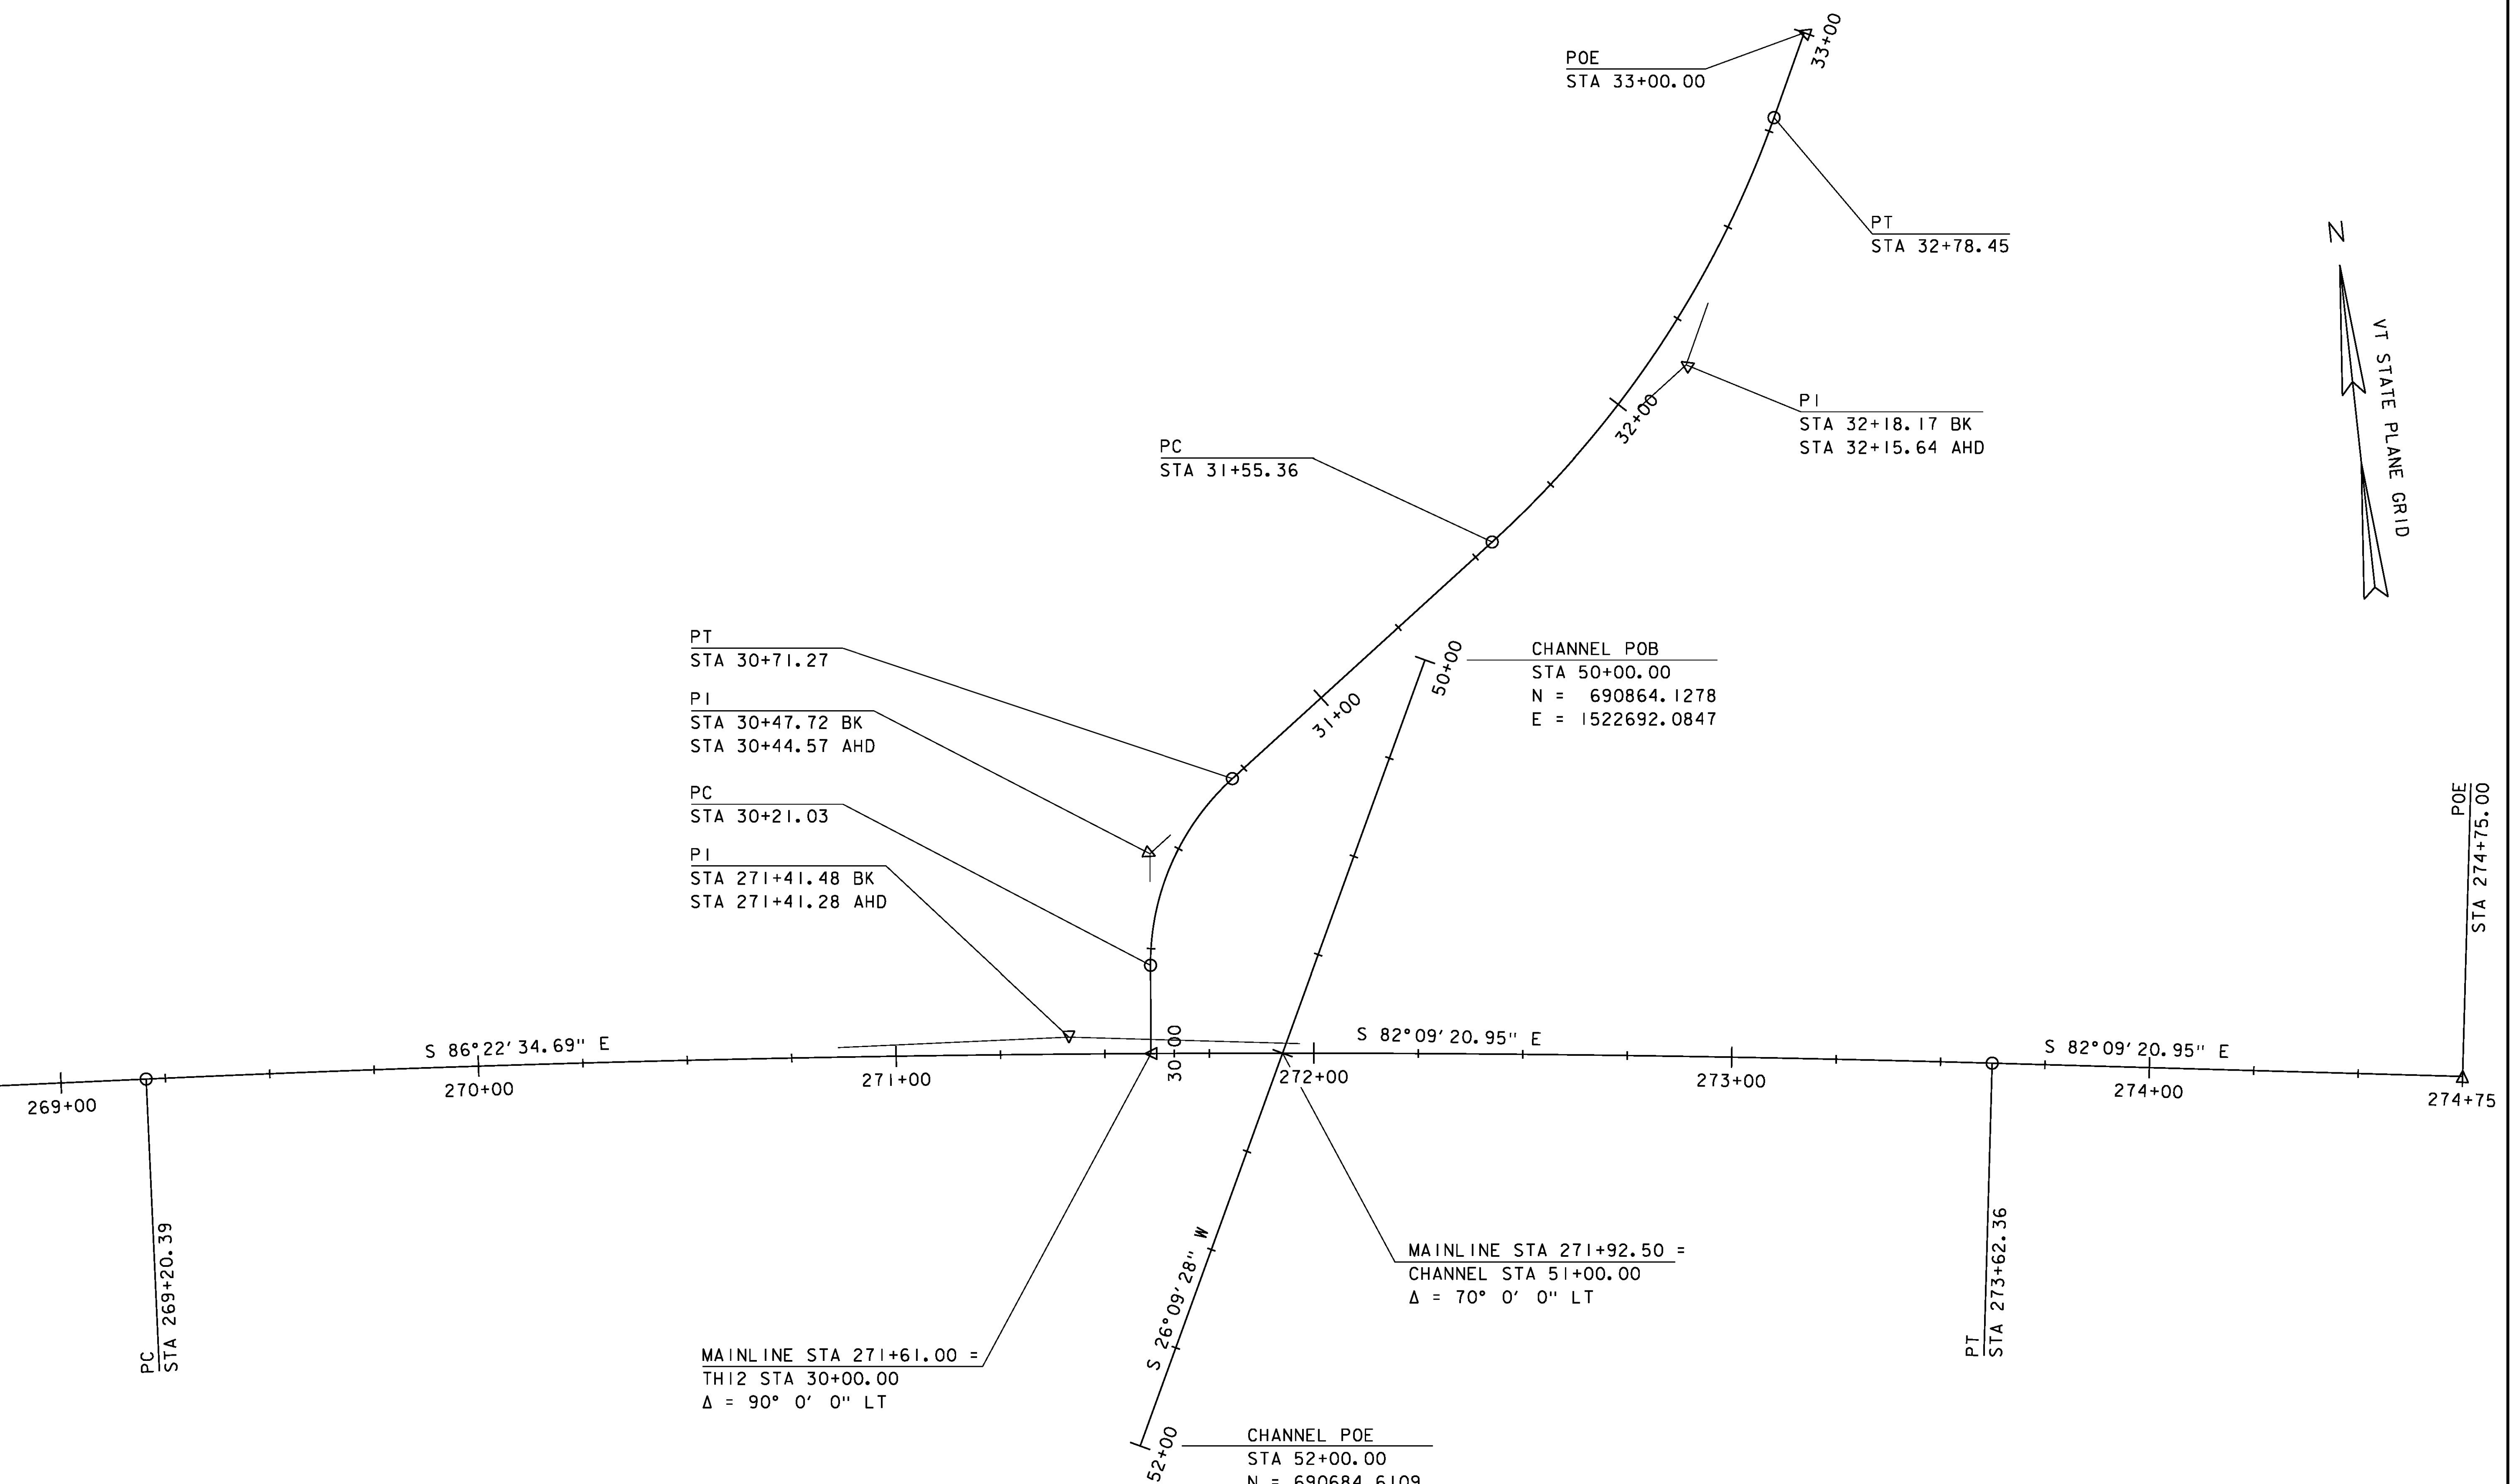 33+00
POE
STA 33+00.00
PT
STA 32+78.45
N
VT STATE PLANE GRID
PI
STA 32+18.17 BK
STA 32+15.64 AHD
32+00
PC
STA 31+55.36
PT
STA 30+71.27
PI
STA 30+47.72 BK
STA 30+44.57 AHD
PC
STA 30+21.03
PI
STA 271+41.48 BK
STA 271+41.28 AHD
31+00
50+00
CHANNEL POB
STA 50+00.00
N = 690864.1278
E = 1522692.0847
POE
STA 274+75.00
S 86°22'34.69" E
30+00
S 82°09'20.95" E
S 82°09'20.95" E
269+00
270+00
271+00
272+00
273+00
274+00
274+75
PC
STA 269+20.39
S 26°09'28" W
MAINLINE STA 271+92.50 =
CHANNEL STA 51+00.00
Δ = 70° 0' 0" LT
PT
STA 273+62.36
MAINLINE STA 271+61.00 =
TH12 STA 30+00.00
Δ = 90° 0' 0" LT
52+00
CHANNEL POE
STA 52+00.00
N = 690684.6109